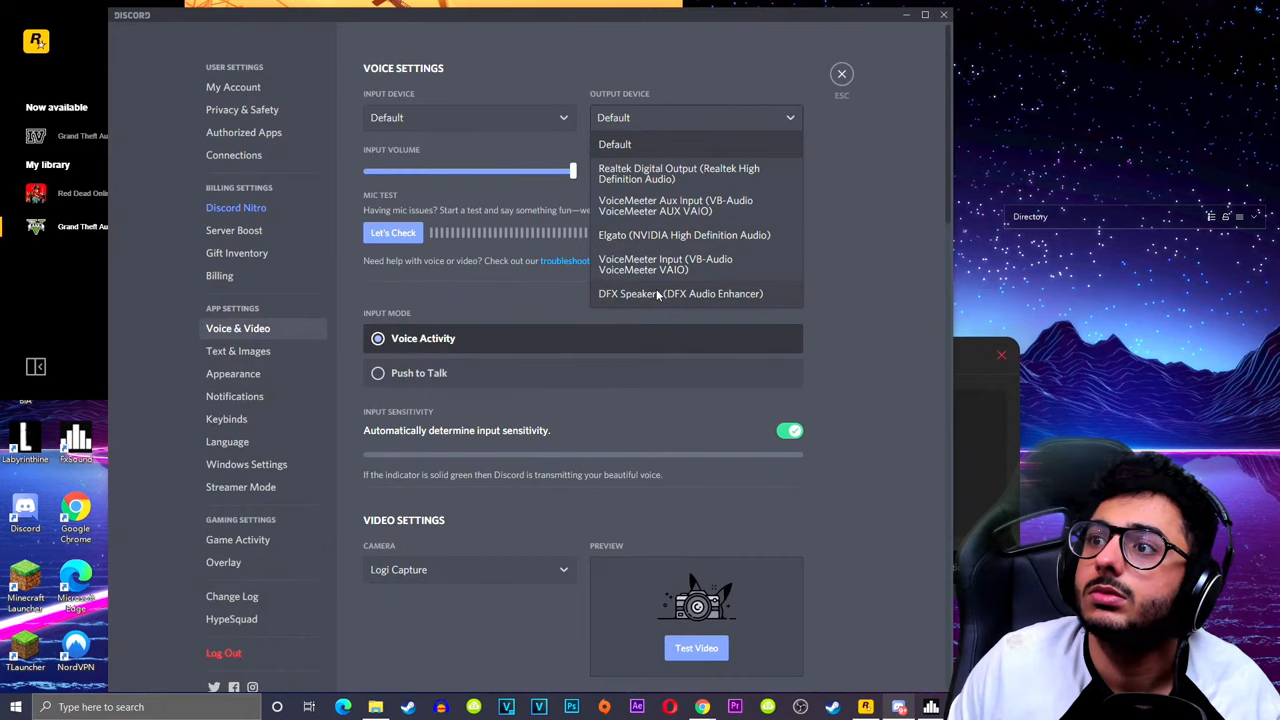 DISCORD
Now available
Grand Theft Au
My library
Red Dead Onli
Grand Theft Au
USER SETTINGS
My Account
Privacy & Safety
Authorized Apps
Connections
BILLING SETTINGS
Discord Nitro
Server Boost
Gift Inventory
Billing
APP SETTINGS
Voice & Video
Text & Images
Appearance
Notifications
Keybinds
Language
Windows Settings
Streamer Mode
GAMING SETTINGS
Game Activity
Overlay
Change Log
HypeSquad
Log Out
VOICE SETTINGS
INPUT DEVICE
Default
INPUT VOLUME
MIC TEST
Having mic issues? Start a test and say something fun—we
Let's Check
Need help with voice or video? Check out our troubleshoot
OUTPUT DEVICE
Default
Default
Realtek Digital Output (Realtek High
Definition Audio)
VoiceMeeter Aux Input (VB-Audio
VoiceMeeter AUX VAIO)
Elgato (NVIDIA High Definition Audio)
VoiceMeeter Input (VB-Audio
VoiceMeeter VAIO)
DFX Speakers (DFX Audio Enhancer)
ESC
INPUT MODE
Voice Activity
Push to Talk
INPUT SENSITIVITY
Automatically determine input sensitivity.
If the indicator is solid green then Discord is transmitting your beautiful voice.
VIDEO SETTINGS
CAMERA
Logi Capture
PREVIEW
Test Video
Directory
Labyrinthine
FxSound
Discord
Google
Chrome
Minecraft
Launcher
Microsoft
Edge
TLauncher
NordVPN
Type here to search